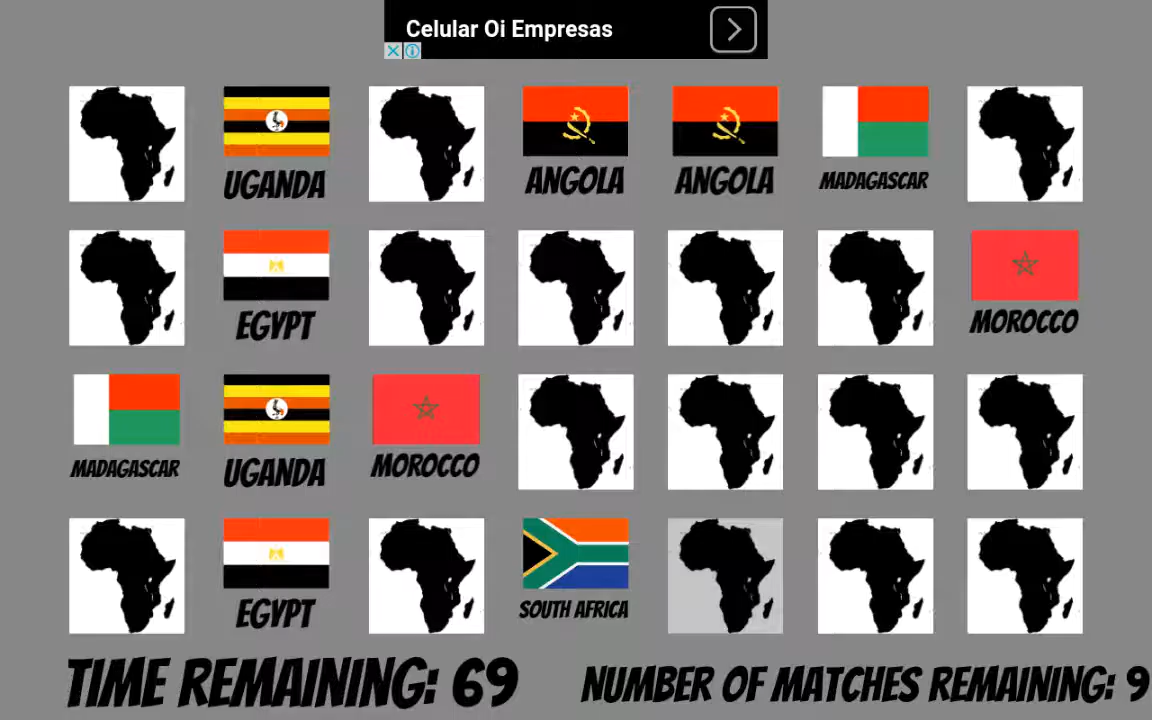 Celular Oi Empresas
UGANDA
ANGOLA
ANGOLA
MADAGASCAR
EGYPT
MOROCCO
MADAGASCAR
UGANDA
MOROCCO
EGYPT
SOUTH AFRICA
TIME REMAINING: 69
NUMBER OF MATCHES REMAINING: 9